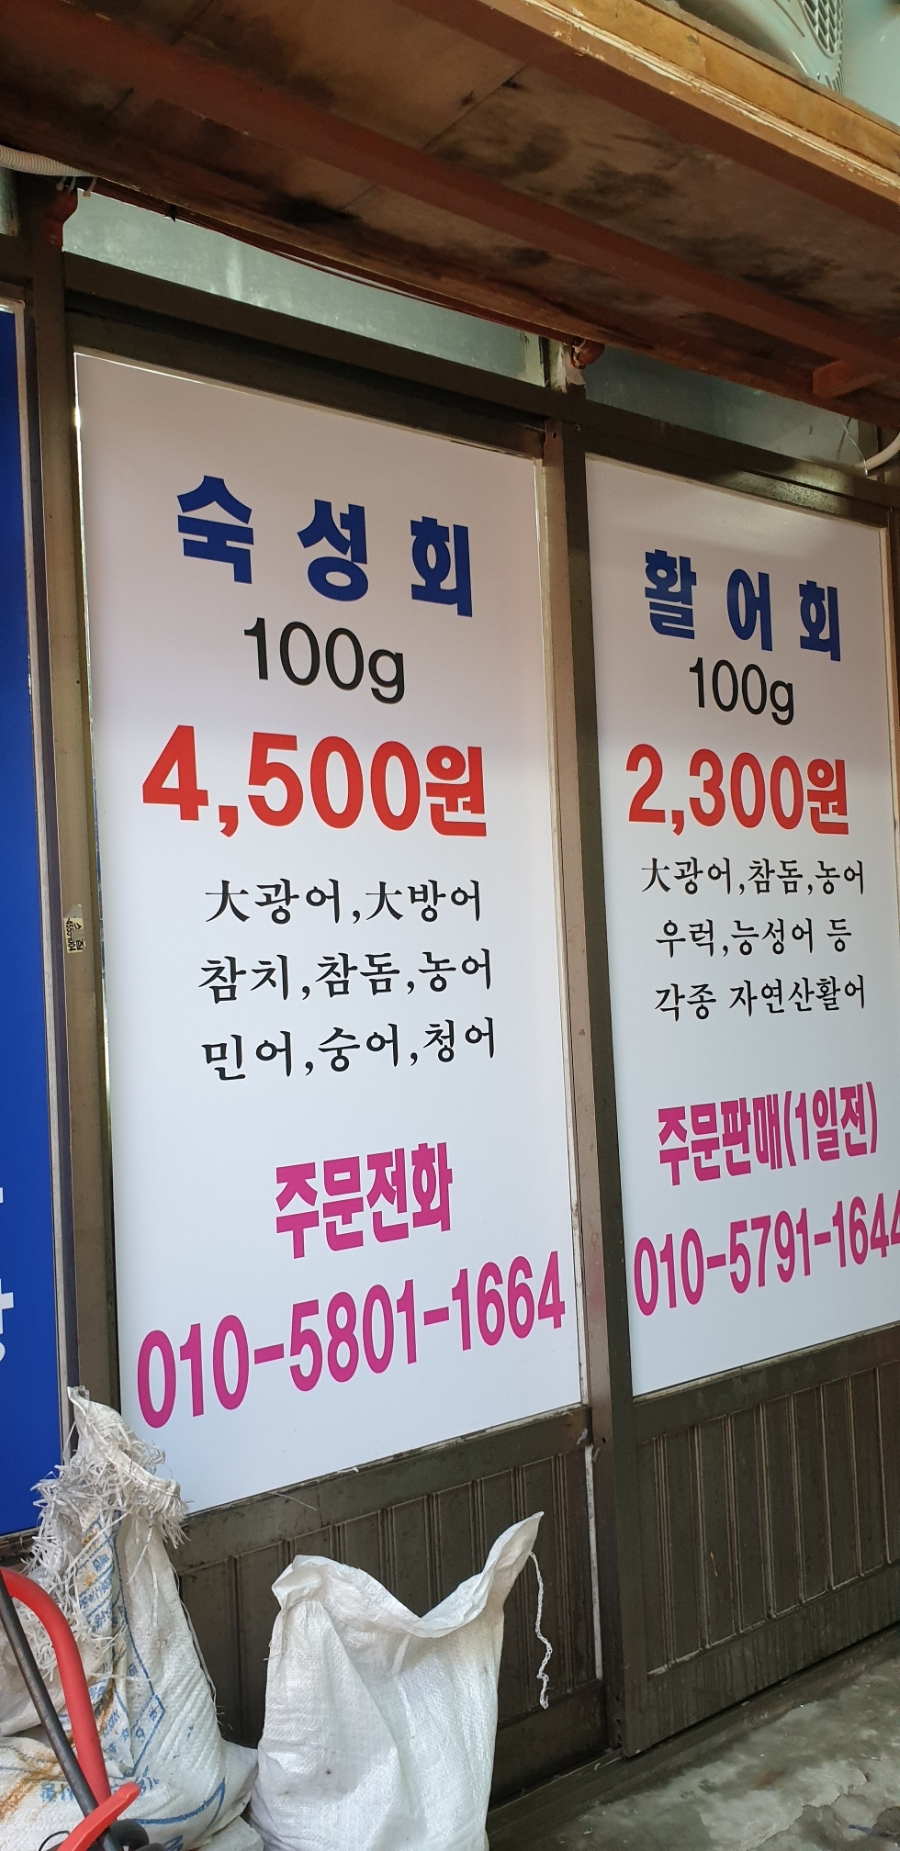 숙성회
100g
4,500원
大광어,大방어
참치,참돔,농어
민어,숭어,청어
주문전화
010-5801-1664
활어회
100g
2,300원
大광어,참돔,농어
우럭,능성어 등
각종 자연산활어
주문판매(1일전)
010-5791-1644